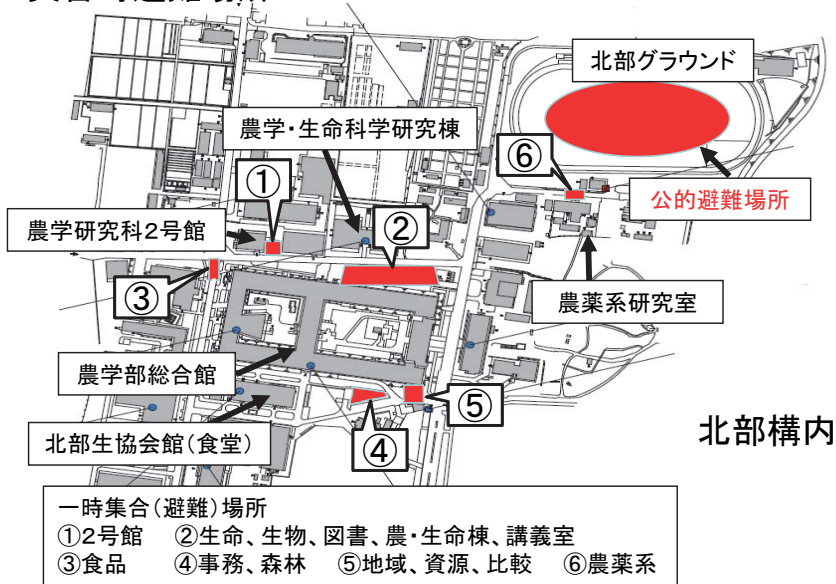 北部グラウンド
農学・生命科学研究棟
⑥
①
公的避難場所
②
農学研究科2号館
③
農薬系研究室
農学部総合館
⑤
④
北部生協会館(食堂)
北部構内
一時集合(避難)場所
①2号館 ②生命、生物、図書、農・生命棟、講義室
③食品 ④事務、森林 ⑤地域、資源、比較 ⑥農薬系